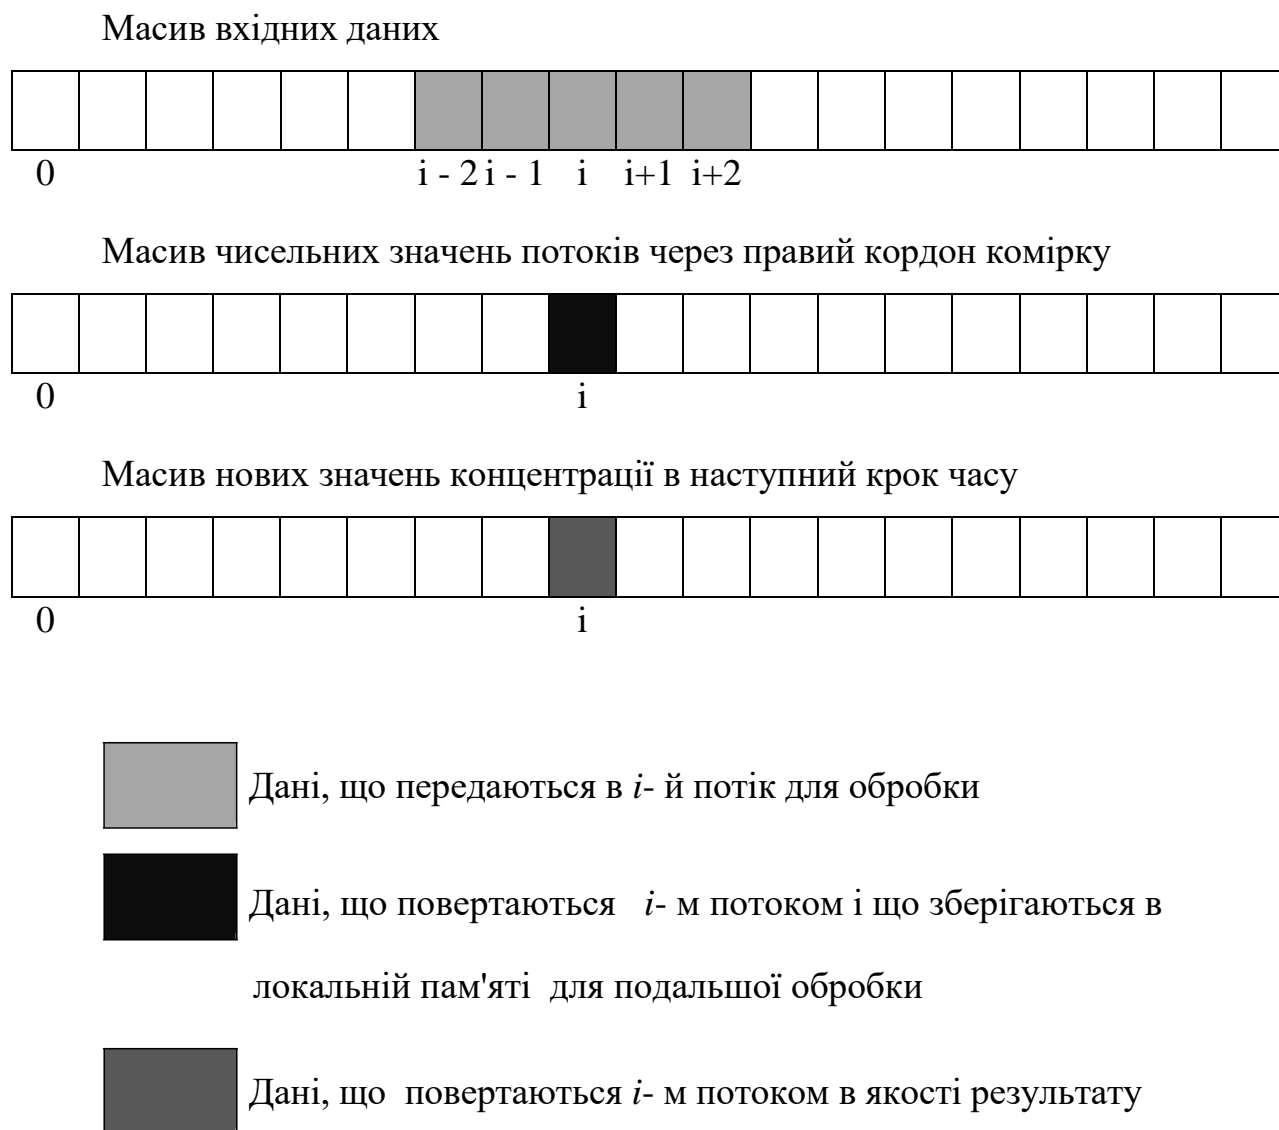 Масив вхідних даних
0 i - 2 i - 1 i i+1 i+2
Масив чисельних значень потоків через правий кордон комірку
0 i
Масив нових значень концентрації в наступний крок часу
0 i
Дані, що передаються в i- й потік для обробки
Дані, що повертаються i- м потоком і що зберігаються в
локальній пам'яті для подальшої обробки
Дані, що повертаються i- м потоком в якості результату